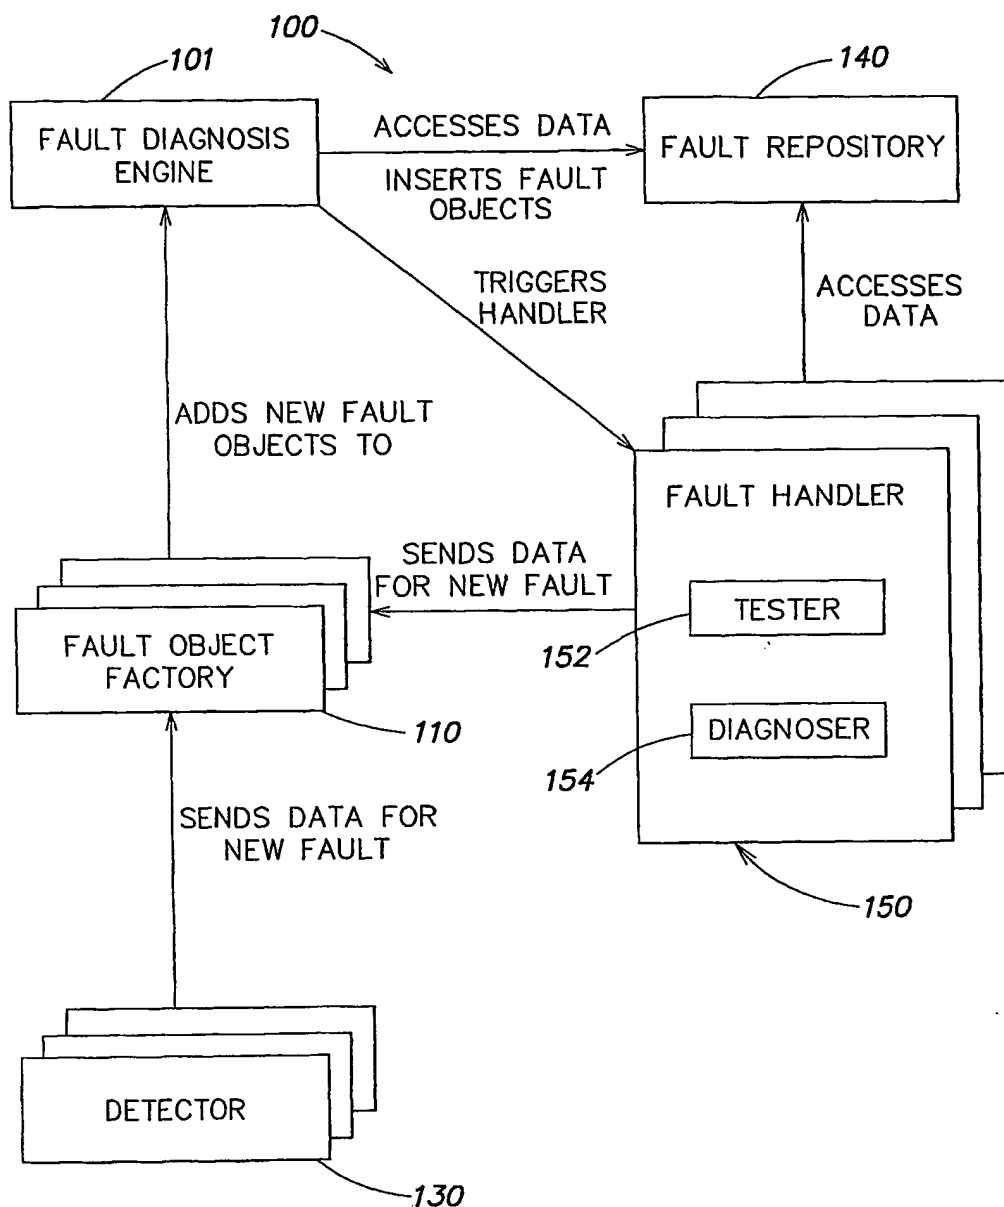 100
101
140
FAULT DIAGNOSIS
ENGINE
ACCESSES DATA
INSERTS FAULT
OBJECTS
FAULT REPOSITORY
TRIGGERS
HANDLER
ACCESSES
DATA
ADDS NEW FAULT
OBJECTS TO
FAULT HANDLER
SENDS DATA
FOR NEW FAULT
TESTER
152
FAULT OBJECT
FACTORY
110
DIAGNOSER
154
SENDS DATA FOR
NEW FAULT
150
DETECTOR
130